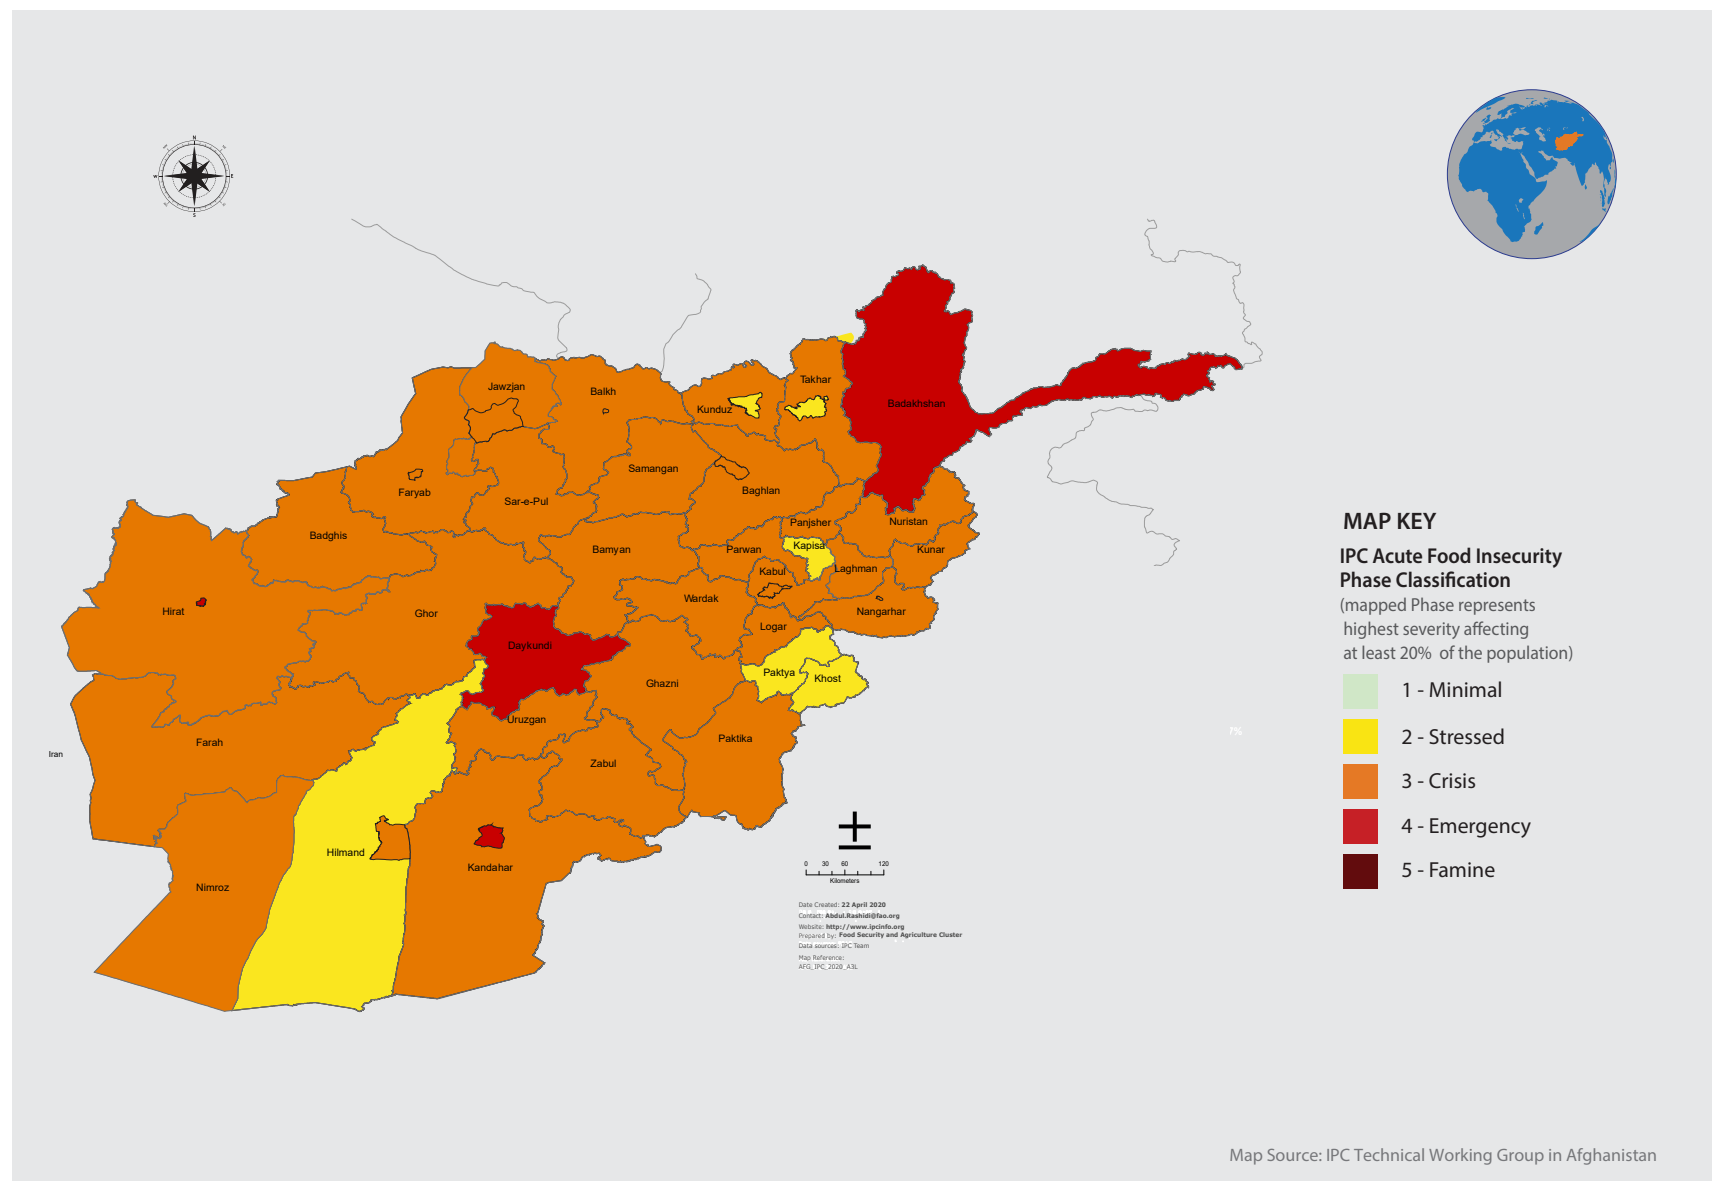 N
W
E
S
Jawzjan
Balkh
Takhar
Kunduz
Badakhshan
Samangan
Faryab
Baghlan
Sar-e-Pul
Badghis
Panjsher
Nuristan
Bamyan
Parwan
Kapisa
Kunar
Kabul
Laghman
Hirat
Ghor
Wardak
Nangarhar
Logar
Daykundi
Paktya
Khost
Ghazni
Uruzgan
Farah
Paktika
Iran
Zabul
Hilmand
Kandahar
Nimroz
0 30 60 120
Kilometers
Date Created: 22 April 2020
Contact: Abdul.Rashidi@fao.org
Website: http://www.ipcinfo.org
Prepared by: Food Security and Agriculture Cluster
Data sources: IPC Team
Map Reference:
AFG_IPC_2020_A3L
MAP KEY
IPC Acute Food Insecurity
Phase Classification
(mapped Phase represents
highest severity affecting
at least 20% of the population)
1 - Minimal
2 - Stressed
3 - Crisis
4 - Emergency
5 - Famine
Map Source: IPC Technical Working Group in Afghanistan